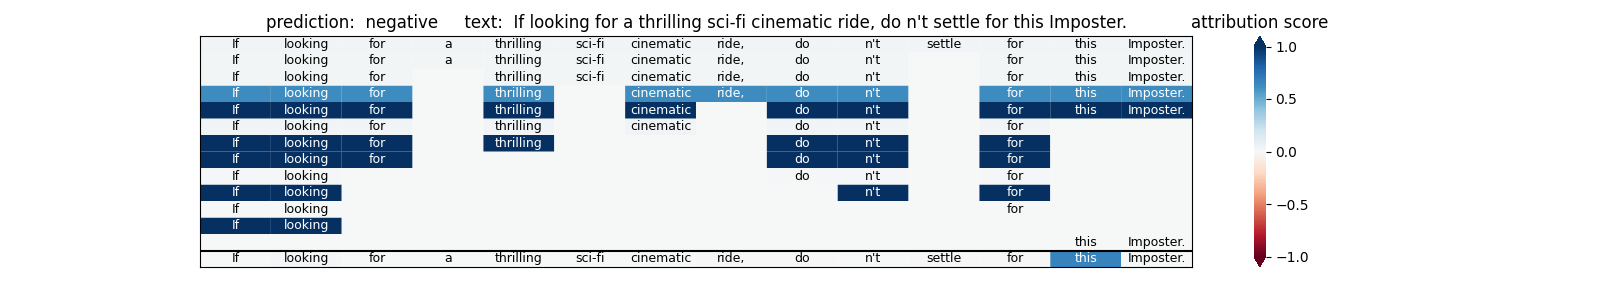 prediction:  negative     text:  If looking for a thrilling sci-fi cinematic ride, do n't settle for this Imposter.     attribution score
If looking for a thrilling sci-fi cinematic ride, do n't settle for this Imposter.
If looking for a thrilling sci-fi cinematic ride, do n't for this Imposter.
If looking for thrilling sci-fi cinematic ride, do n't for this Imposter.
If looking for thrilling cinematic ride, do n't for this Imposter.
If looking for thrilling cinematic do n't for this Imposter.
If looking for thrilling cinematic do n't for
If looking for thrilling do n't for
If looking for do n't for
If looking do n't for
If looking n't for
If looking for
If looking
this Imposter.
If looking for a thrilling sci-fi cinematic ride, do n't settle for this Imposter.
1.0
0.5
0.0
−0.5
−1.0